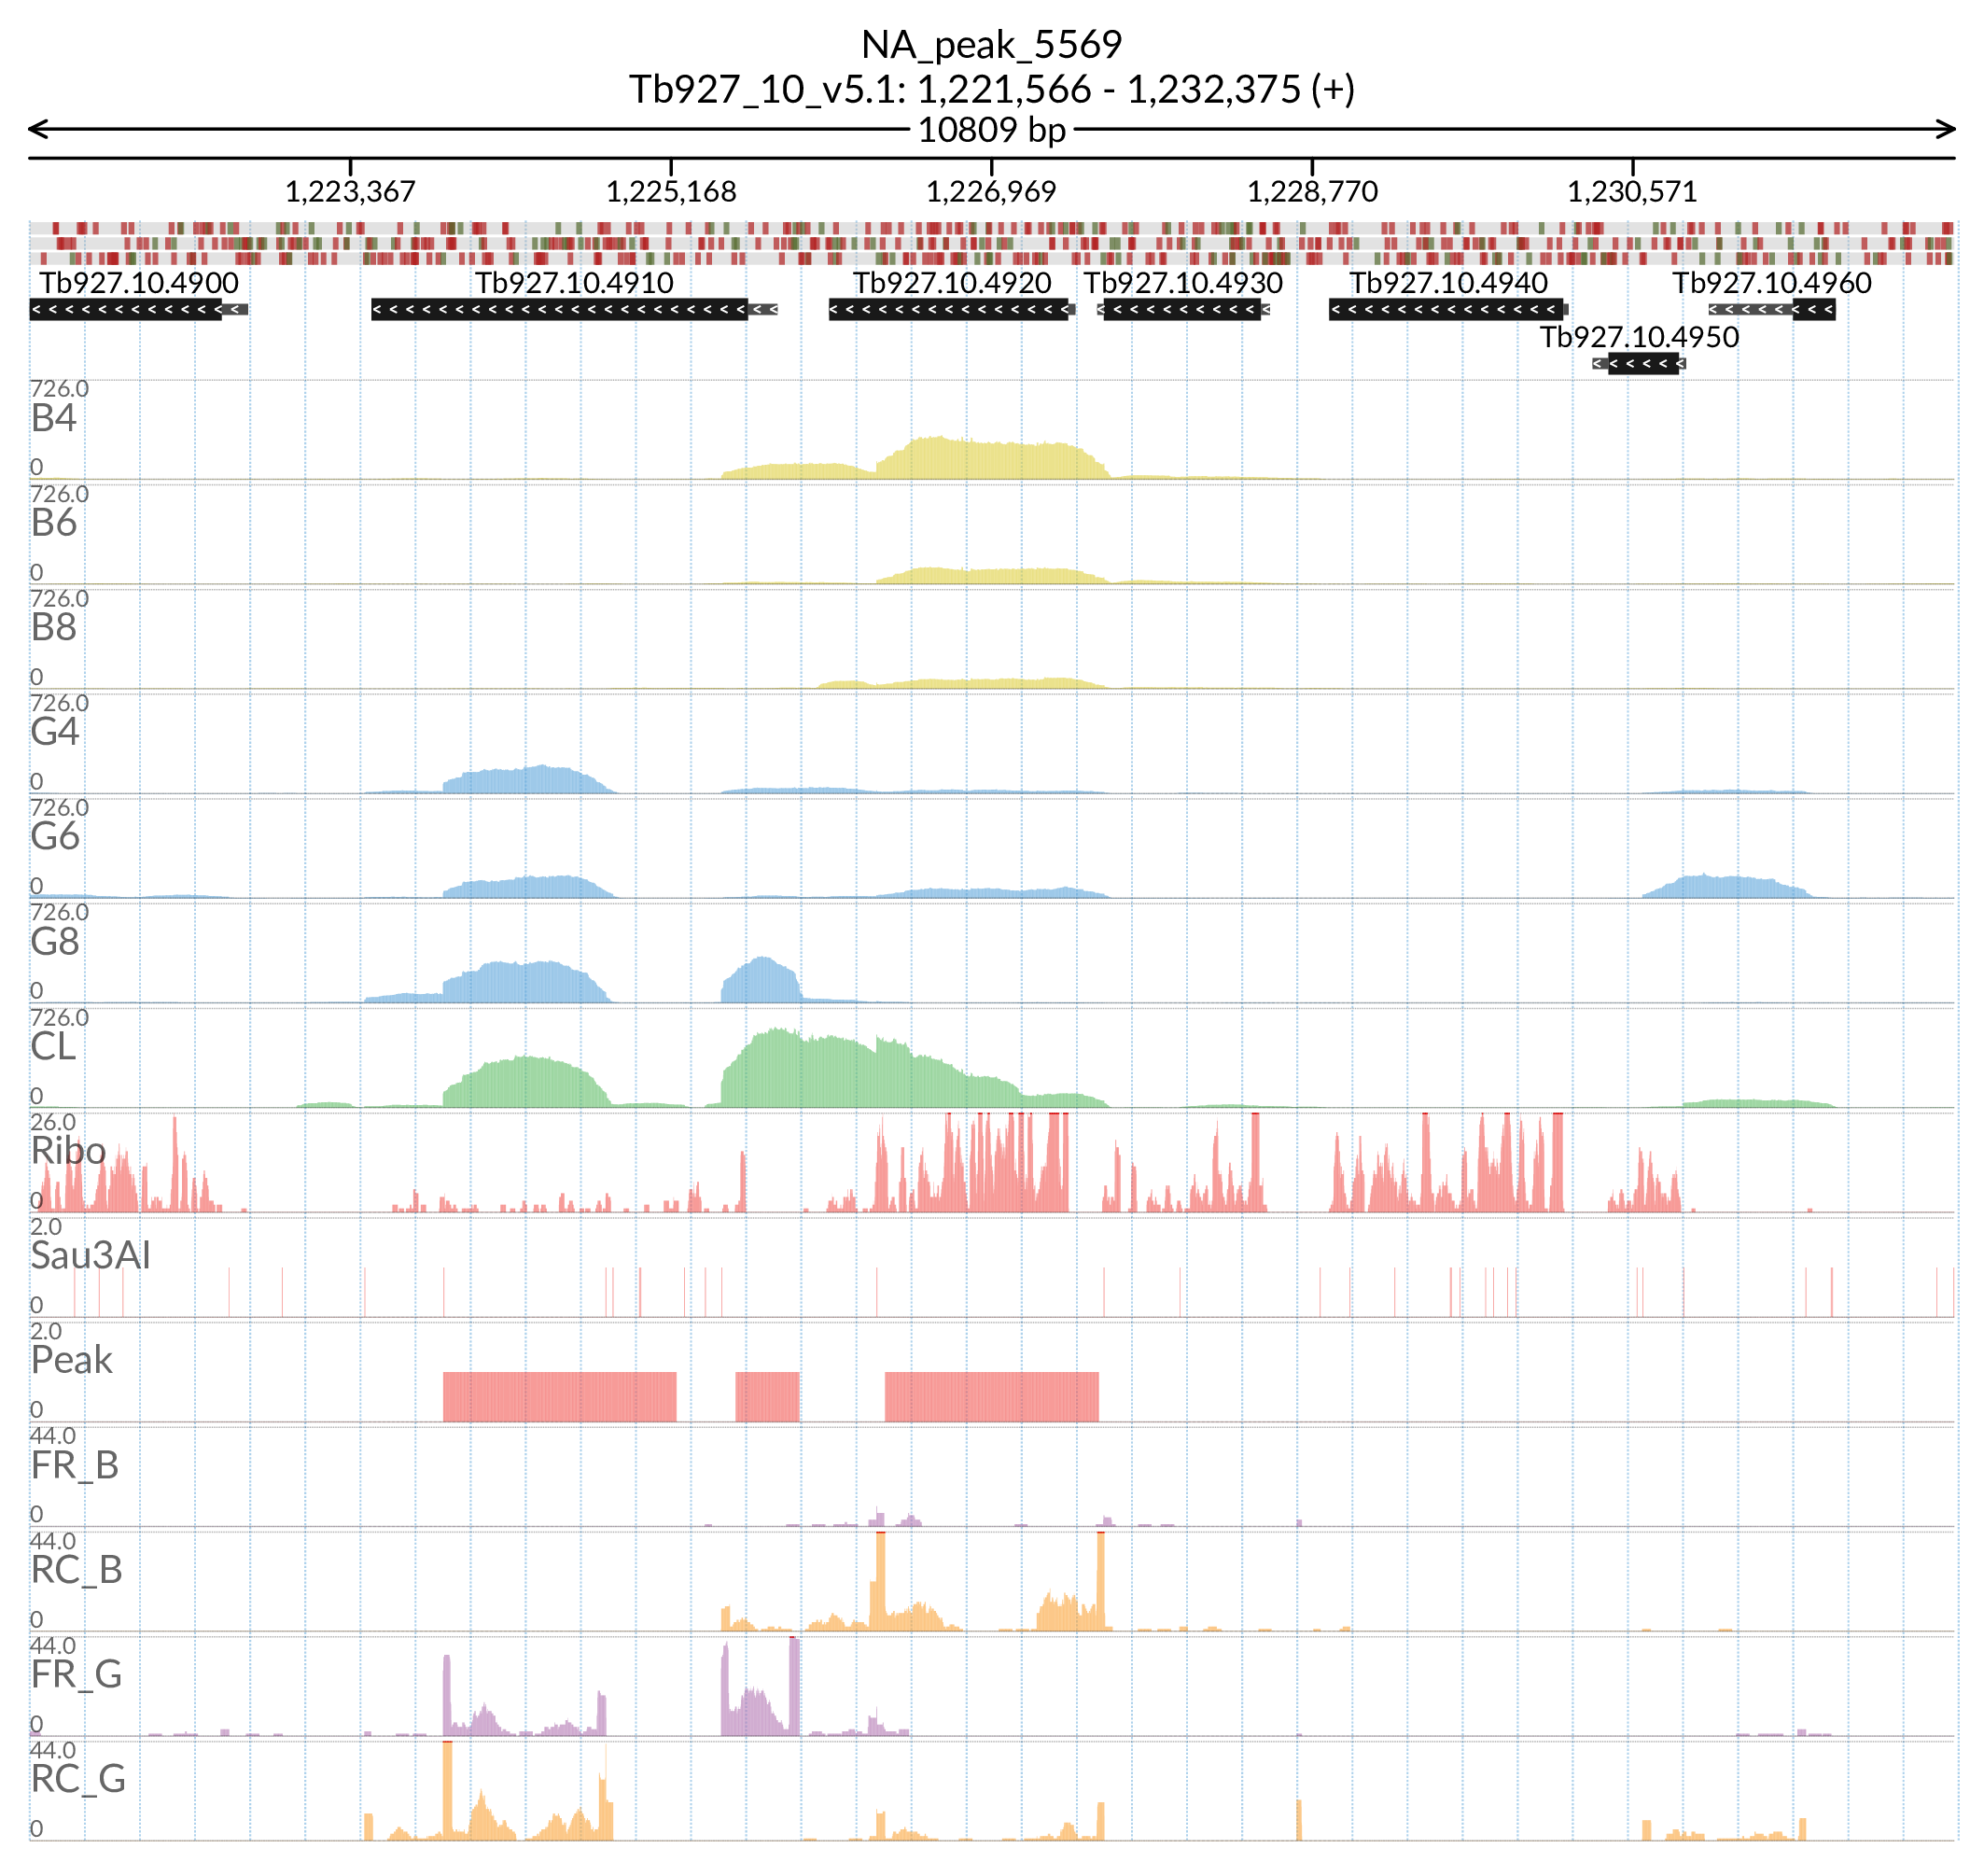 NA_peak_5569
Tb927_10_v5.1: 1,221,566 - 1,232,375 (+)
10809 bp
1,223,367 1,225,168 1,226,969 1,228,770 1,230,571
Tb927.10.4900 Tb927.10.4910 Tb927.10.4920 Tb927.10.4930 Tb927.10.4940 Tb927.10.4960
Tb927.10.4950
726.0
B4
0
726.0
B6
0
726.0
B8
0
726.0
G4
0
726.0
G6
0
726.0
G8
0
726.0
CL
0
26.0
Ribo
0
2.0
Sau3AI
0
2.0
Peak
0
44.0
FR_B
0
44.0
RC_B
0
44.0
FR_G
0
44.0
RC_G
0